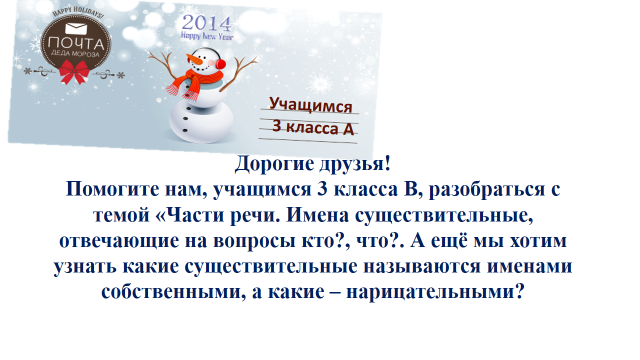 HAPPY HOLIDAYS!
ПОЧТА
ДЕДА МОРОЗА
2014
Happy New Year
Учащимся
3 класса А
Дорогие друзья!
Помогите нам, учащимся 3 класса В, разобраться с
темой «Части речи. Имена существительные,
отвечающие на вопросы кто?, что?. А ещё мы хотим
узнать какие существительные называются именами
собственными, а какие – нарицательными?